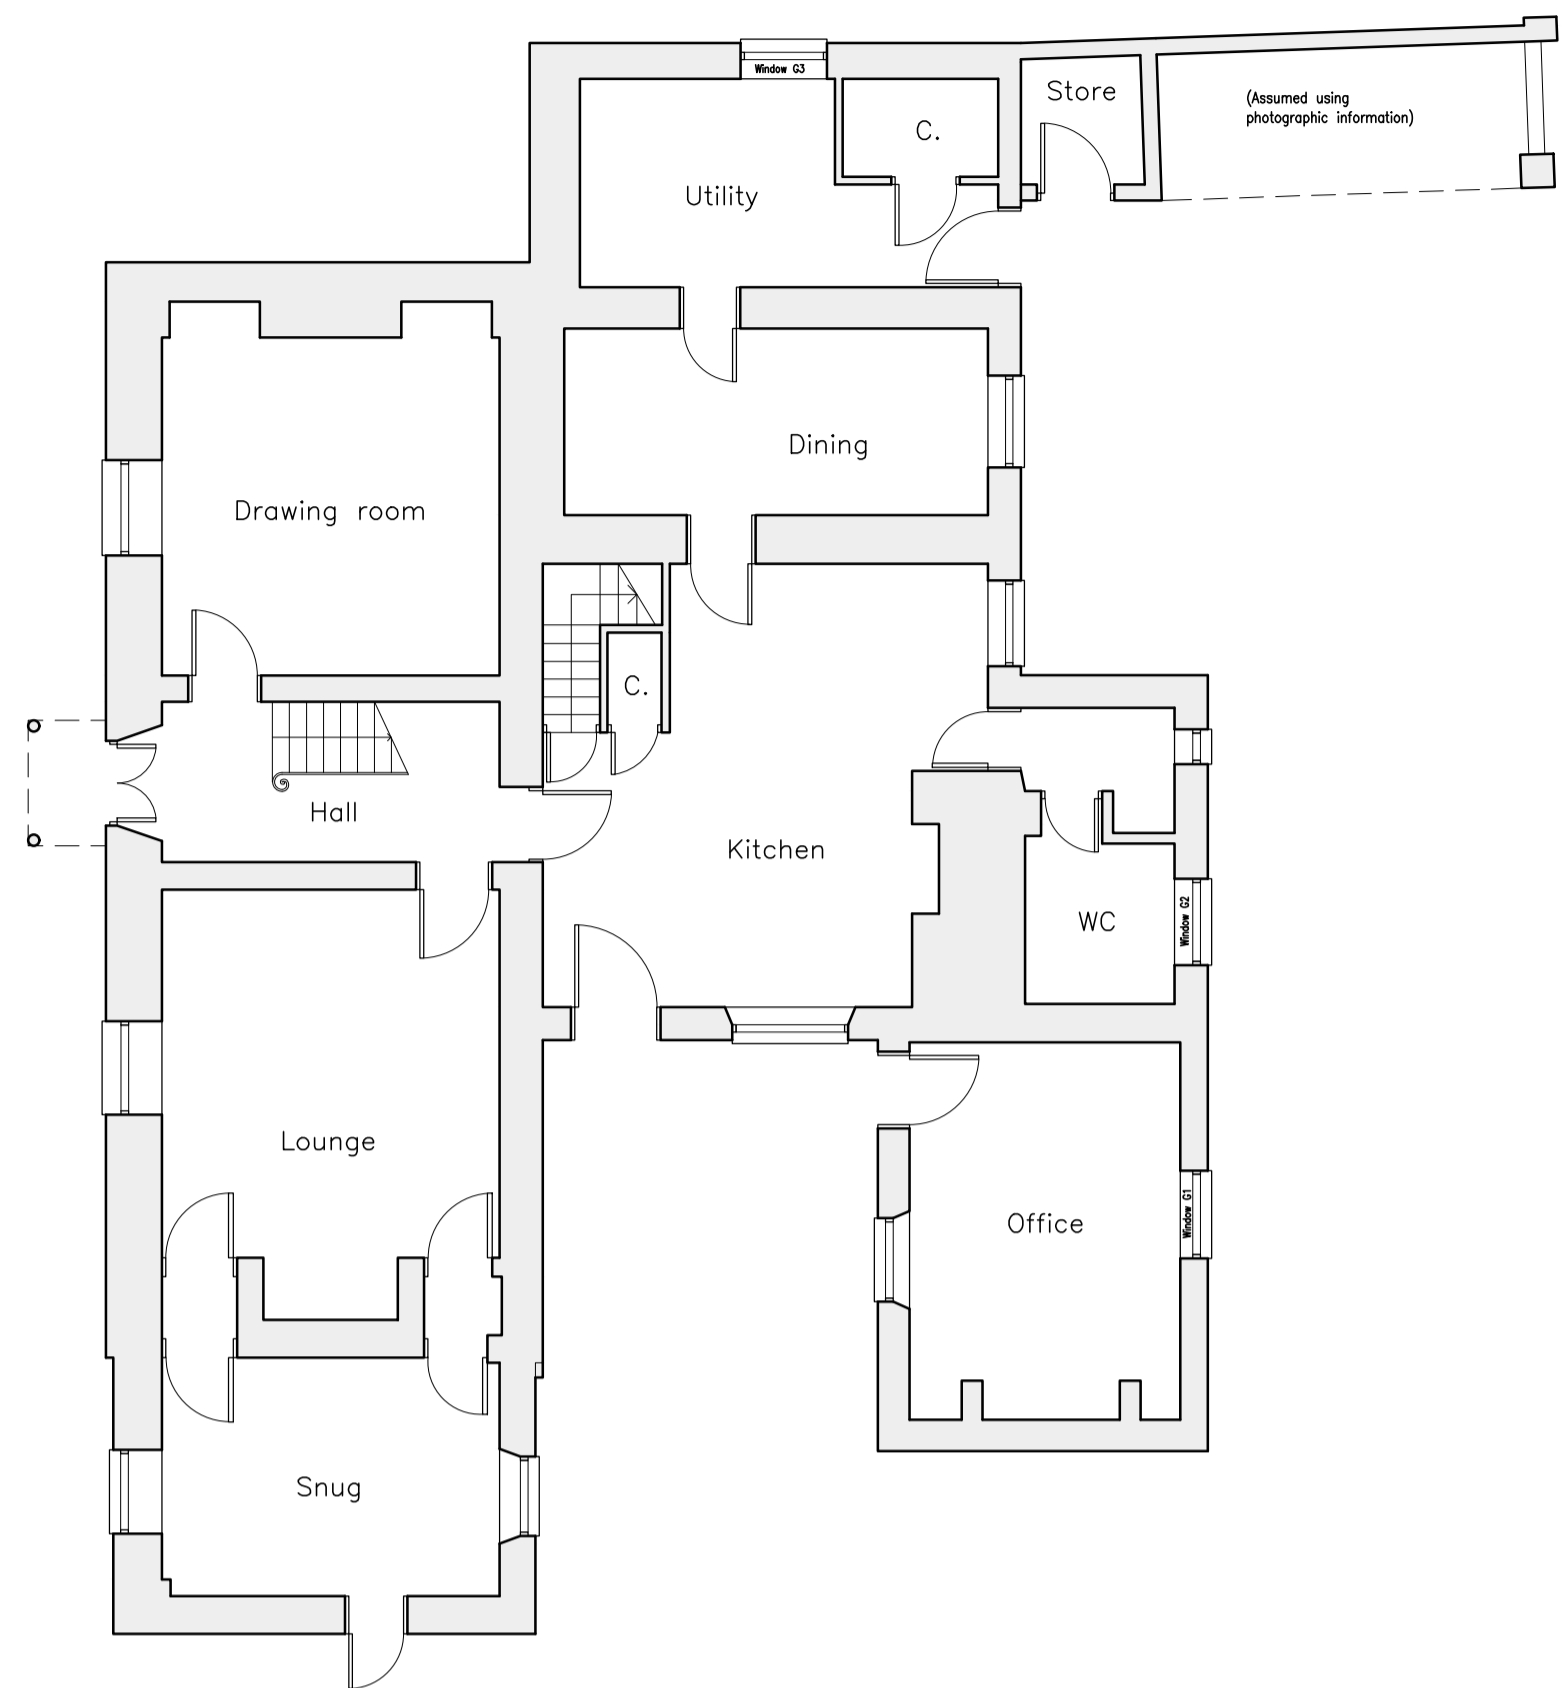 Window G3
Store
(Assumed using
photographic information)
C.
Utility
Dining
Drawing room
C.
Hall
Kitchen
WC
Window G2
Lounge
Office
Window G1
Snug